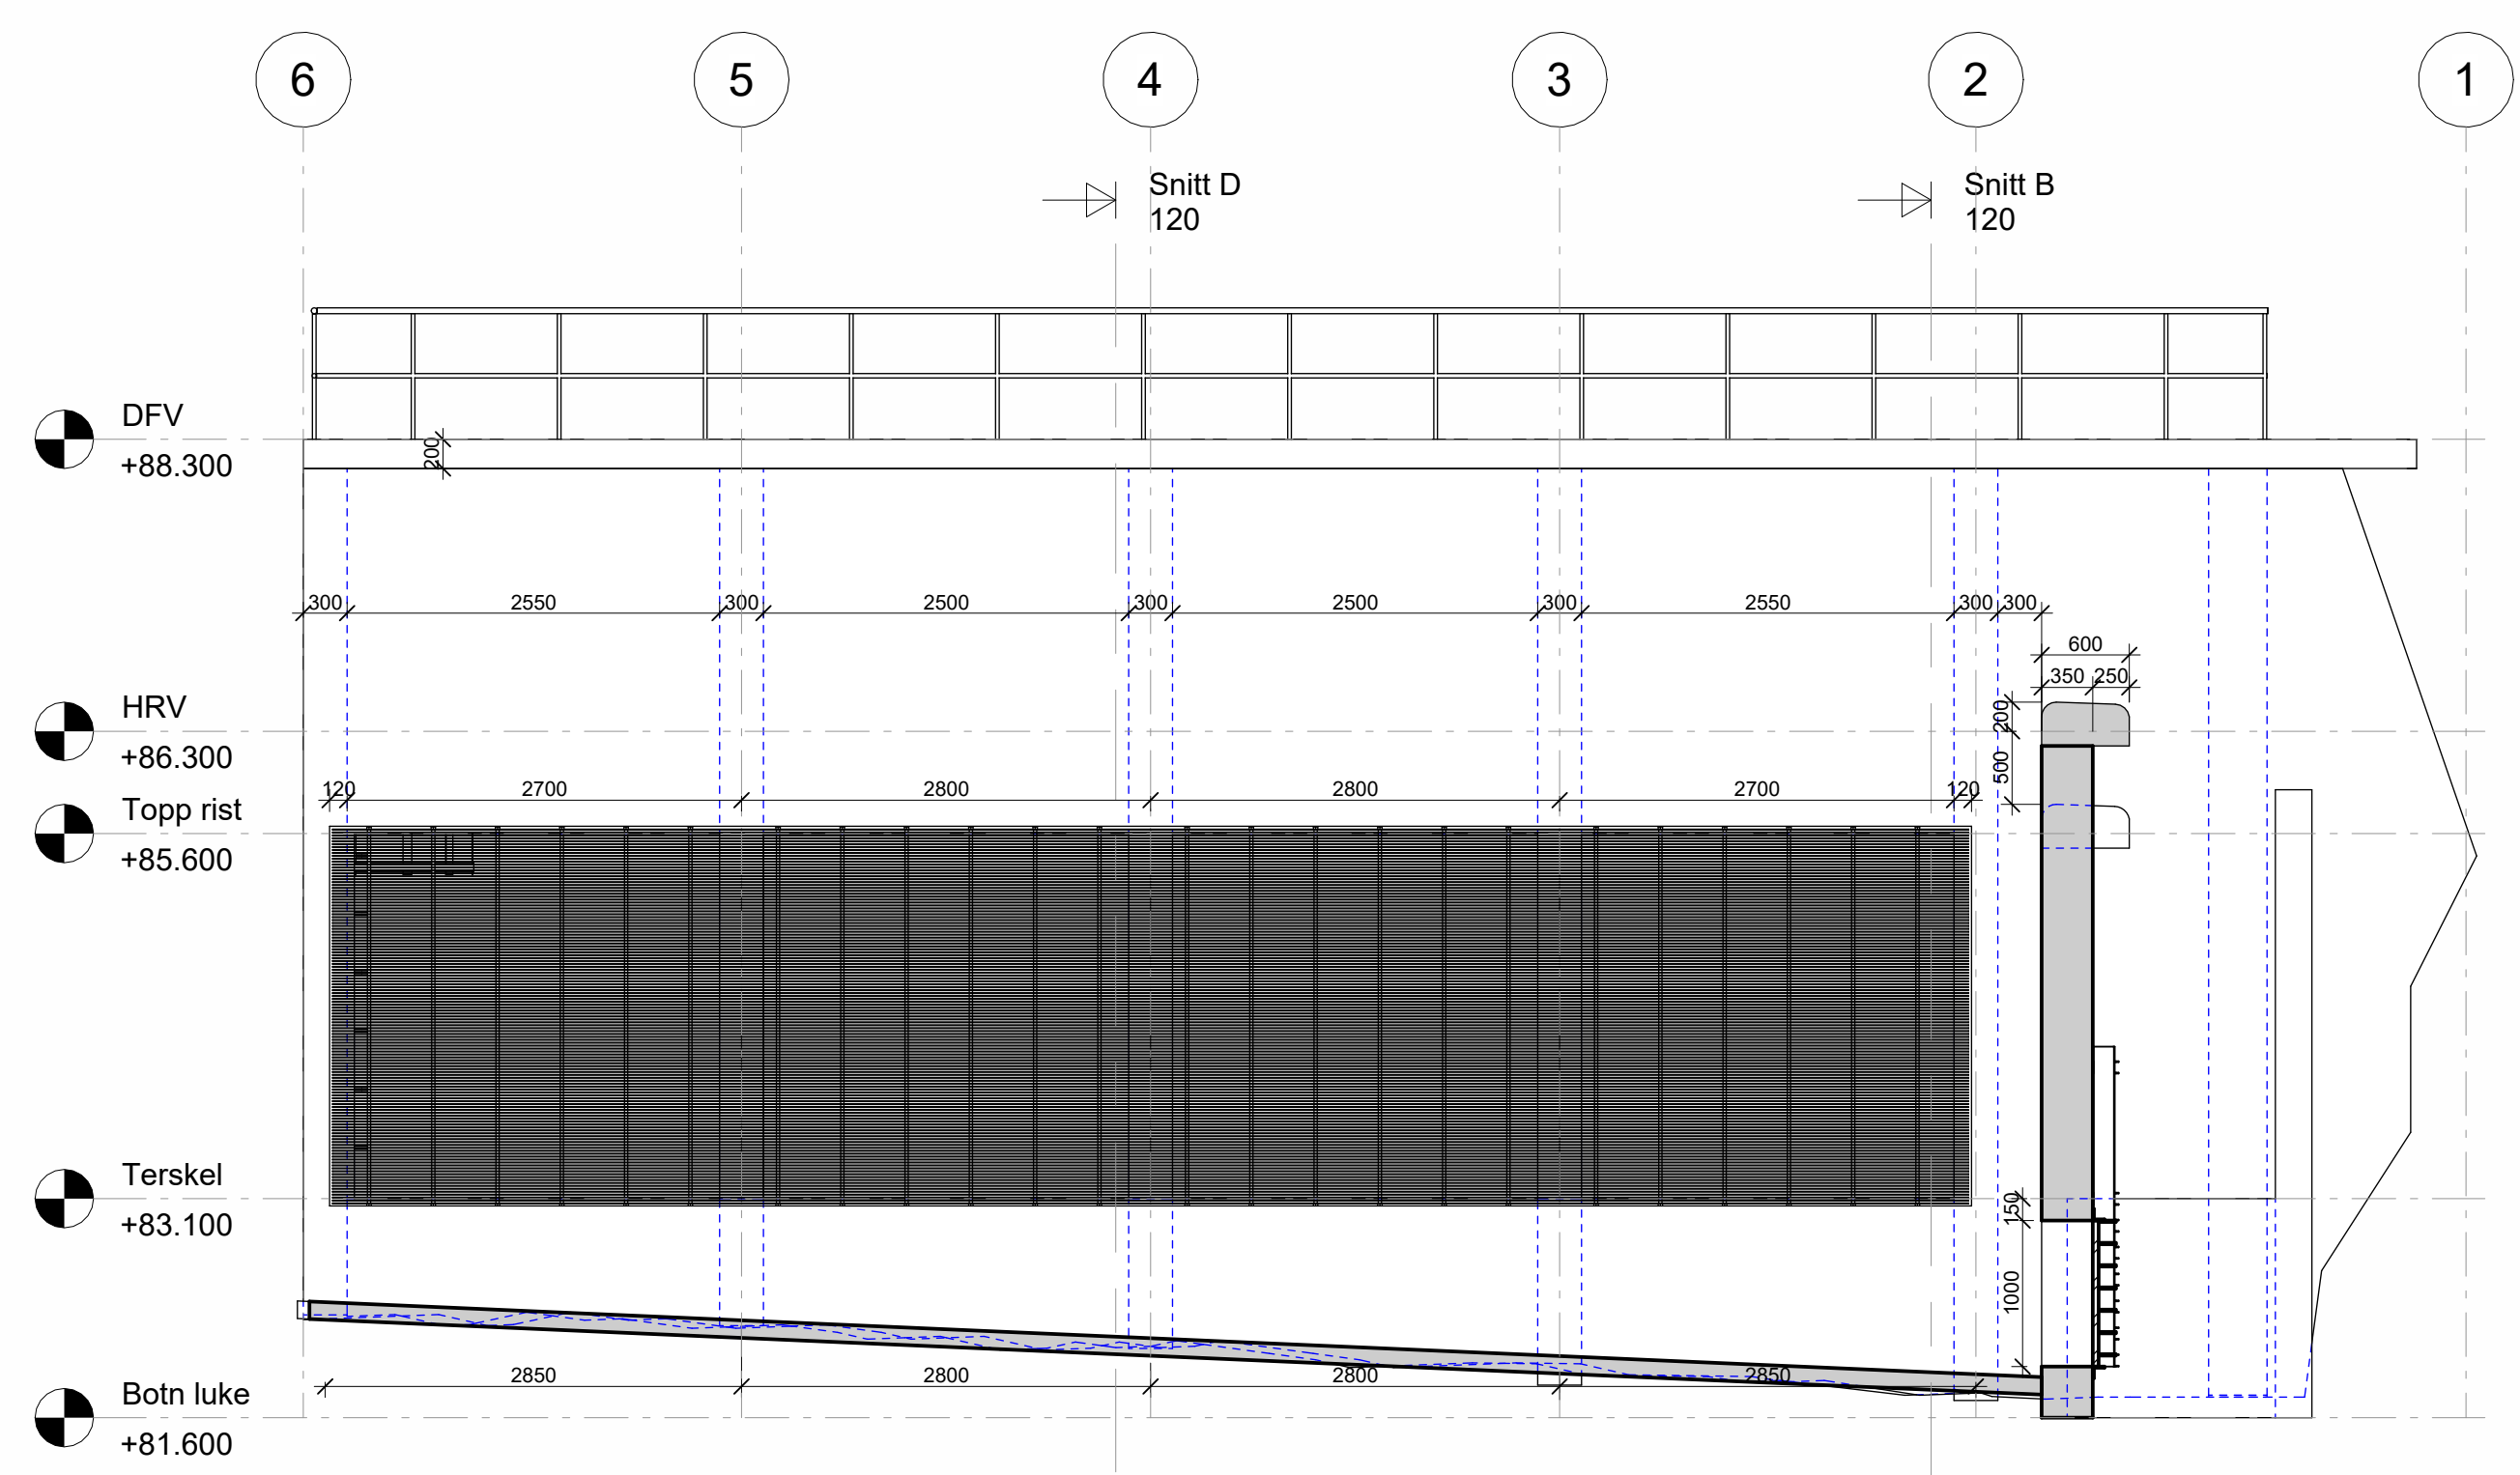 6 5 4 3 2 1
Snitt D
120
Snitt B
120
DFV
+88.300
200
300 2550 300 2500 300 2500 300 2550 300 300
600
350 250
HRV
+86.300
200
500
120 2700 2800 2800 2700 120
Topp rist
+85.600
Terskel
+83.100
150
1000
2850 2800 2800 2850
Botn luke
+81.600